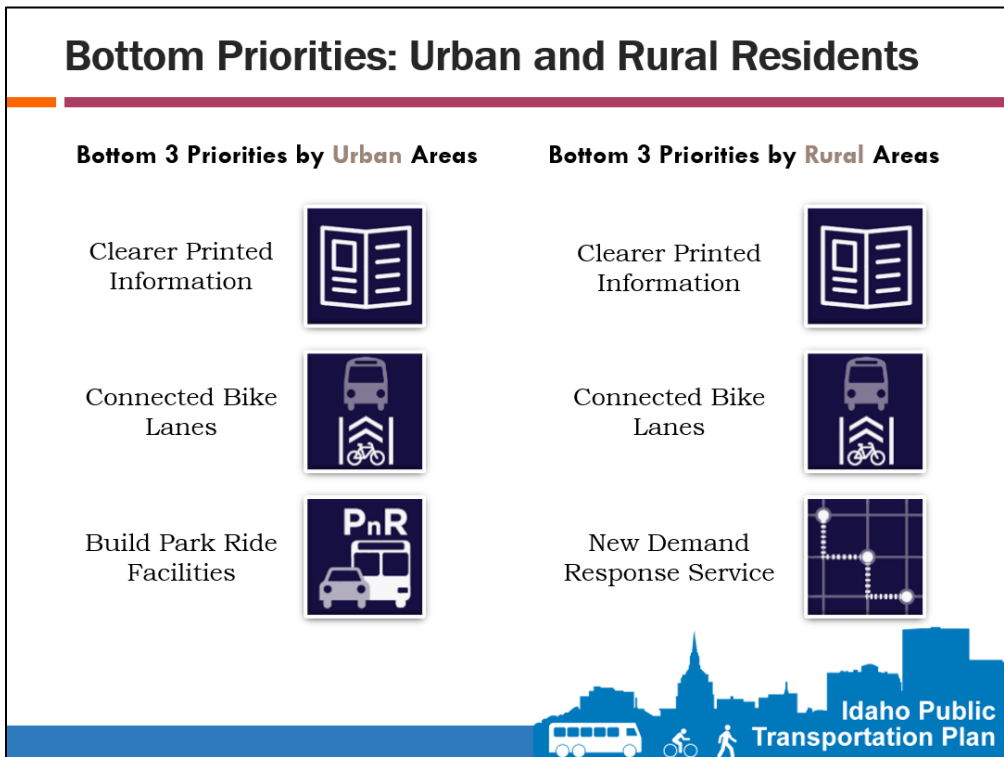 Bottom Priorities: Urban and Rural Residents
Bottom 3 Priorities by Urban Areas
Clearer Printed
Information
Connected Bike
Lanes
Build Park Ride
Facilities
PnR
Bottom 3 Priorities by Rural Areas
Clearer Printed
Information
Connected Bike
Lanes
New Demand
Response Service
Idaho Public
Transportation Plan